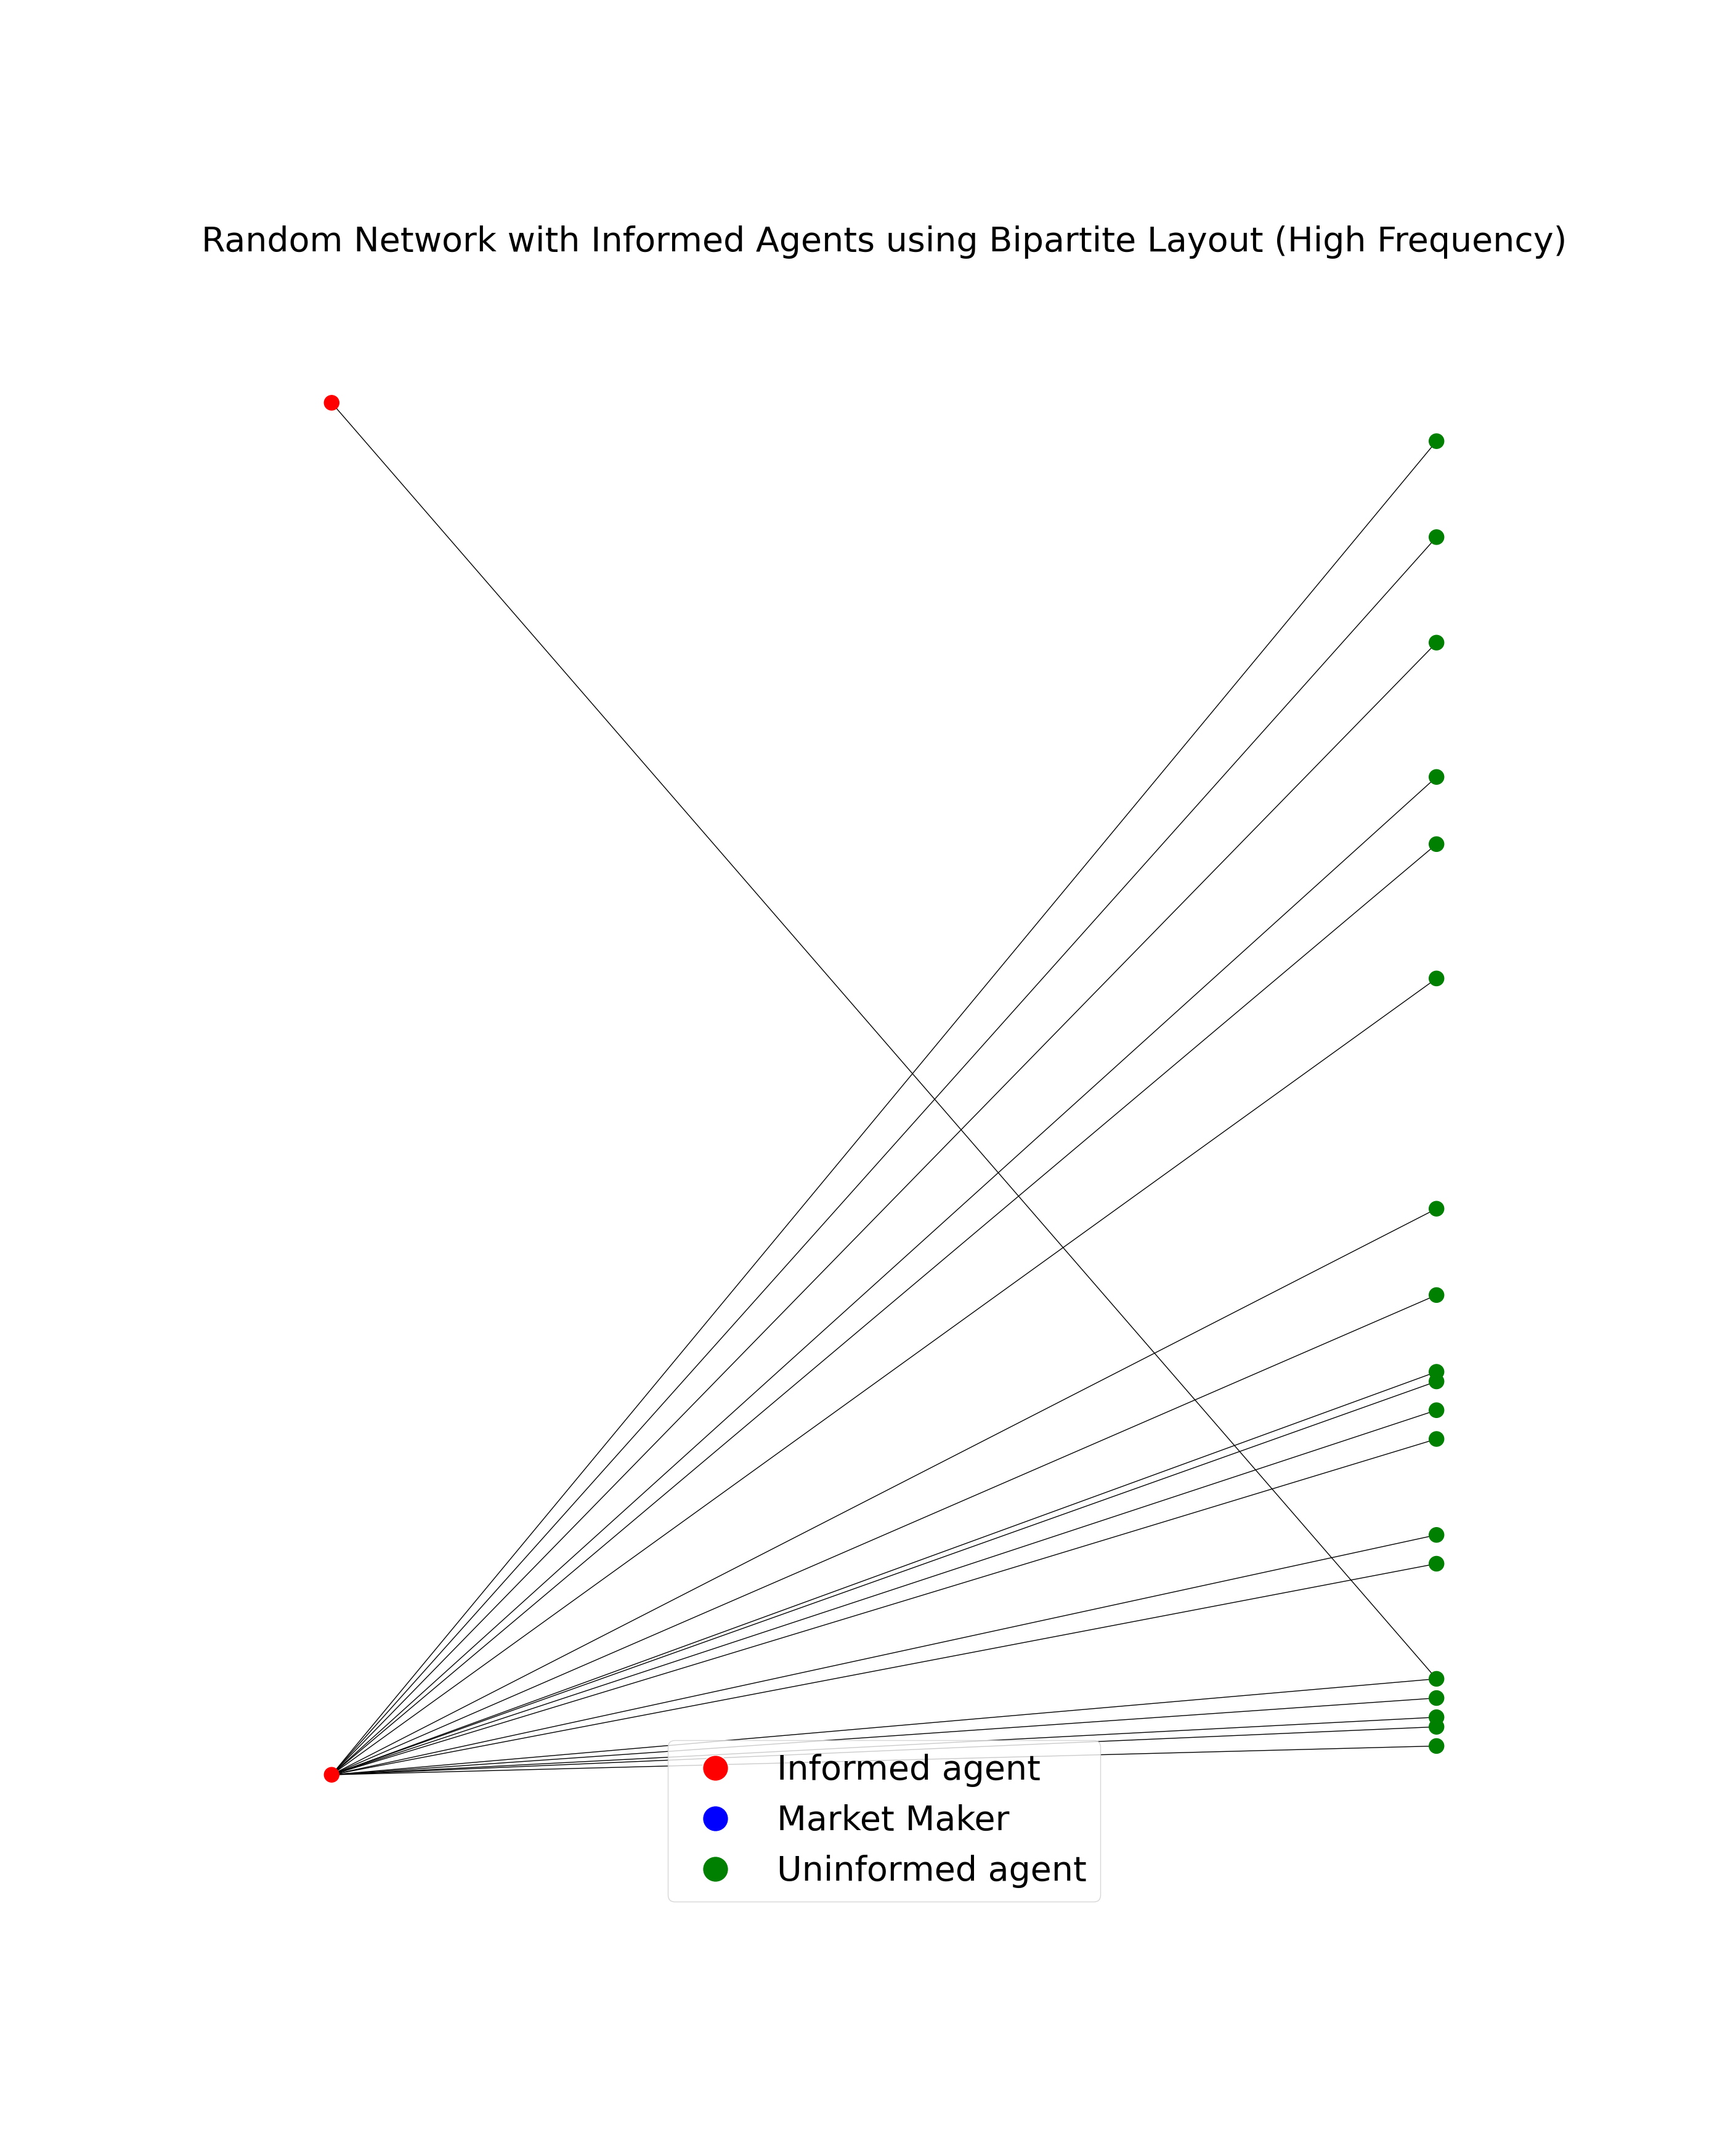 Random Network with Informed Agents using Bipartite Layout (High Frequency)
Informed agent
Market Maker
Uninformed agent